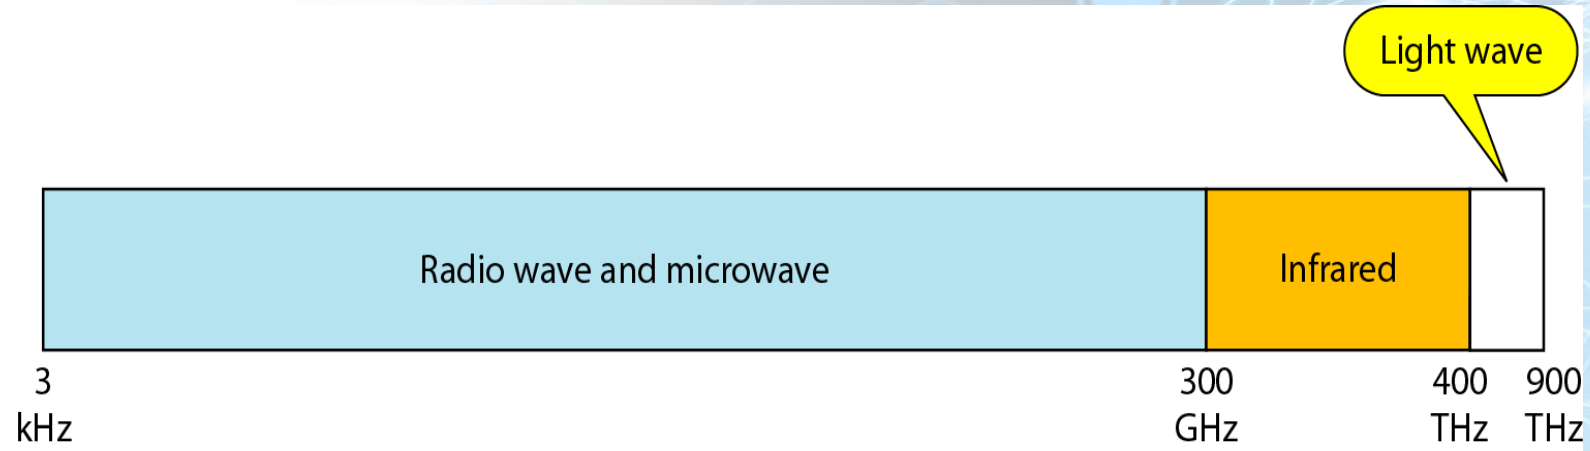 Light wave
Radio wave and microwave
Infrared
3 300 400 900
kHz GHz THz THz